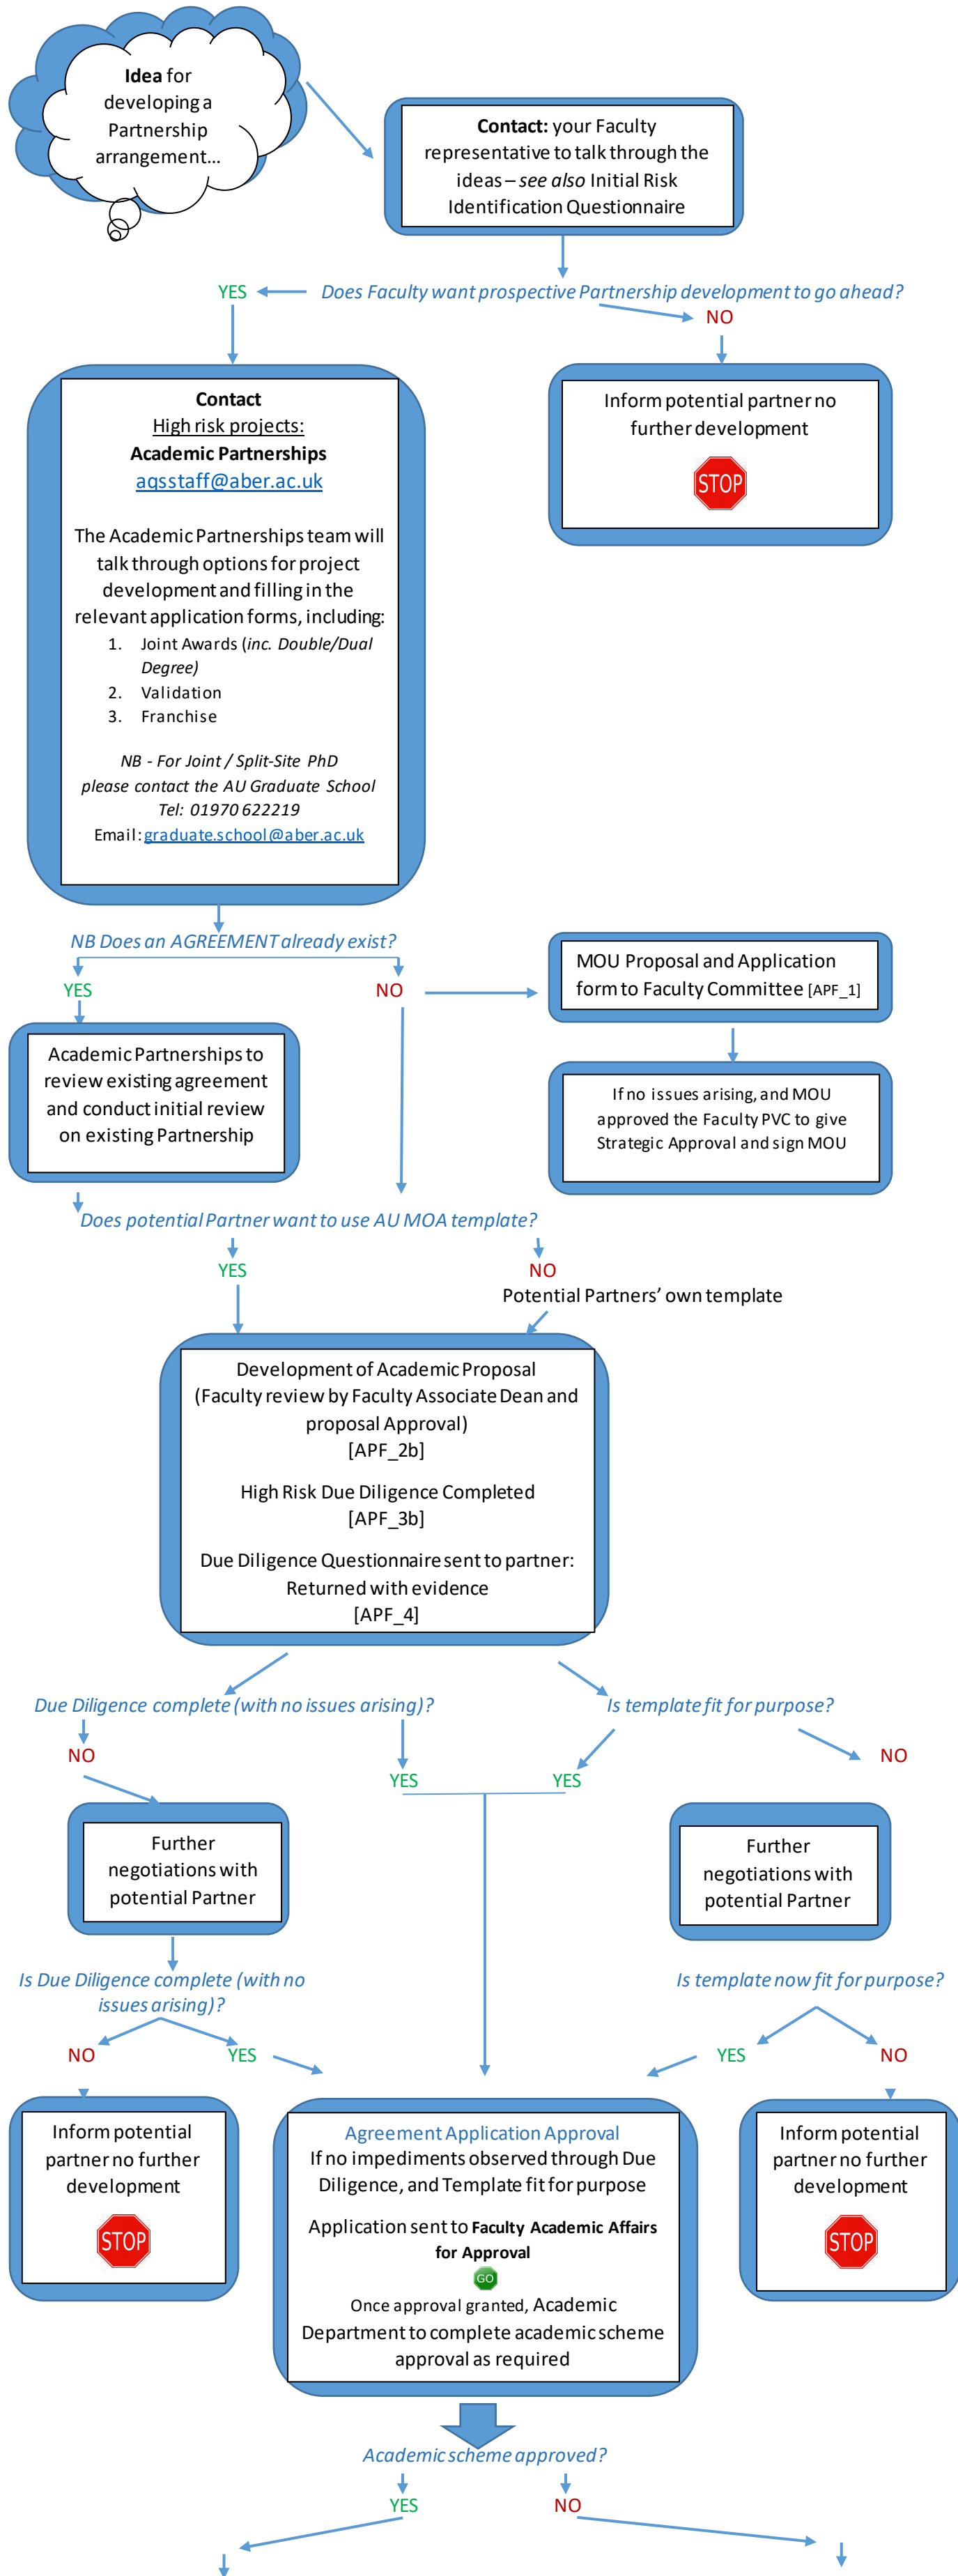 Idea for
developing a
Partnership
arrangement...
Contact: your Faculty
representative to talk through the
ideas – see also Initial Risk
Identification Questionnaire
YES
Does Faculty want prospective Partnership development to go ahead?
NO
Contact
High risk projects:
Academic Partnerships
aqsstaff@aber.ac.uk
The Academic Partnerships team will
talk through options for project
development and filling in the
relevant application forms, including:
1. Joint Awards (inc. Double/Dual
Degree)
2. Validation
3. Franchise
NB - For Joint / Split-Site PhD
please contact the AU Graduate School
Tel: 01970 622219
Email: graduate.school@aber.ac.uk
Inform potential partner no
further development
STOP
NB Does an AGREEMENT already exist?
YES
NO
MOU Proposal and Application
form to Faculty Committee [APF_1]
Academic Partnerships to
review existing agreement
and conduct initial review
on existing Partnership
If no issues arising, and MOU
approved the Faculty PVC to give
Strategic Approval and sign MOU
Does potential Partner want to use AU MOA template?
YES
NO
Potential Partners’ own template
Development of Academic Proposal
(Faculty review by Faculty Associate Dean and
proposal Approval)
[APF_2b]
High Risk Due Diligence Completed
[APF_3b]
Due Diligence Questionnaire sent to partner:
Returned with evidence
[APF_4]
Due Diligence complete (with no issues arising)?
Is template fit for purpose?
NO
YES
YES
NO
Further
negotiations with
potential Partner
Further
negotiations with
potential Partner
Is Due Diligence complete (with no
issues arising)?
Is template now fit for purpose?
NO
YES
YES
NO
Inform potential
partner no further
development
STOP
Agreement Application Approval
If no impediments observed through Due
Diligence, and Template fit for purpose
Application sent to Faculty Academic Affairs
for Approval
GO
Once approval granted, Academic
Department to complete academic scheme
approval as required
Inform potential
partner no further
development
STOP
Academic scheme approved?
YES
NO